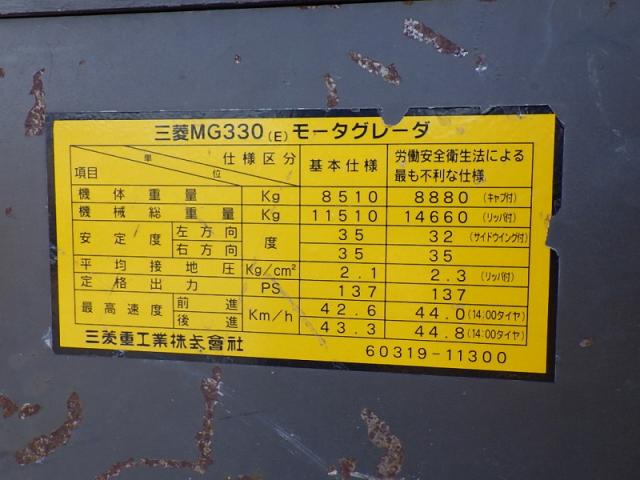 三菱MG330(E)モータグレーダ
項目 単位 仕様区分 基本仕様 労働安全衛生法による最も不利な仕様
機体重量 Kg 8510 8880(キャブ付)
機械総重量 Kg 11510 14660(リッパ付)
安定度 左方向 度 35 32(サイドウイング付)
右方向 35 35
平均接地圧 Kg/cm² 2.1 2.3(リッパ付)
定格出力 PS 137 137
最高速度 前進 Km/h 42.6 44.0(14:00タイヤ)
後進 43.3 44.8(14:00タイヤ)
三菱重工業株式會社
60319-11300